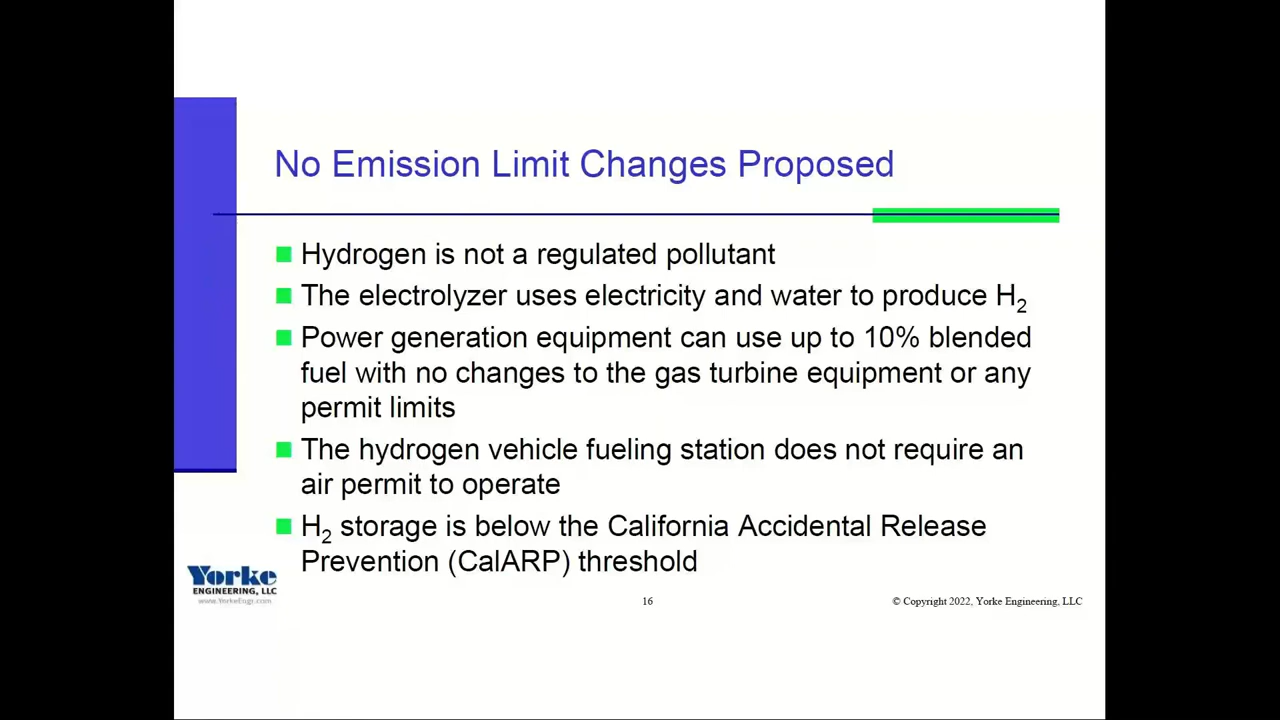 No Emission Limit Changes Proposed
Hydrogen is not a regulated pollutant
The electrolyzer uses electricity and water to produce H2
Power generation equipment can use up to 10% blended
fuel with no changes to the gas turbine equipment or any
permit limits
The hydrogen vehicle fueling station does not require an
air permit to operate
H2 storage is below the California Accidental Release
Prevention (CalARP) threshold
Yorke
ENGINEERING, LLC
www.YorkeEngr.com
16
© Copyright 2022, Yorke Engineering, LLC